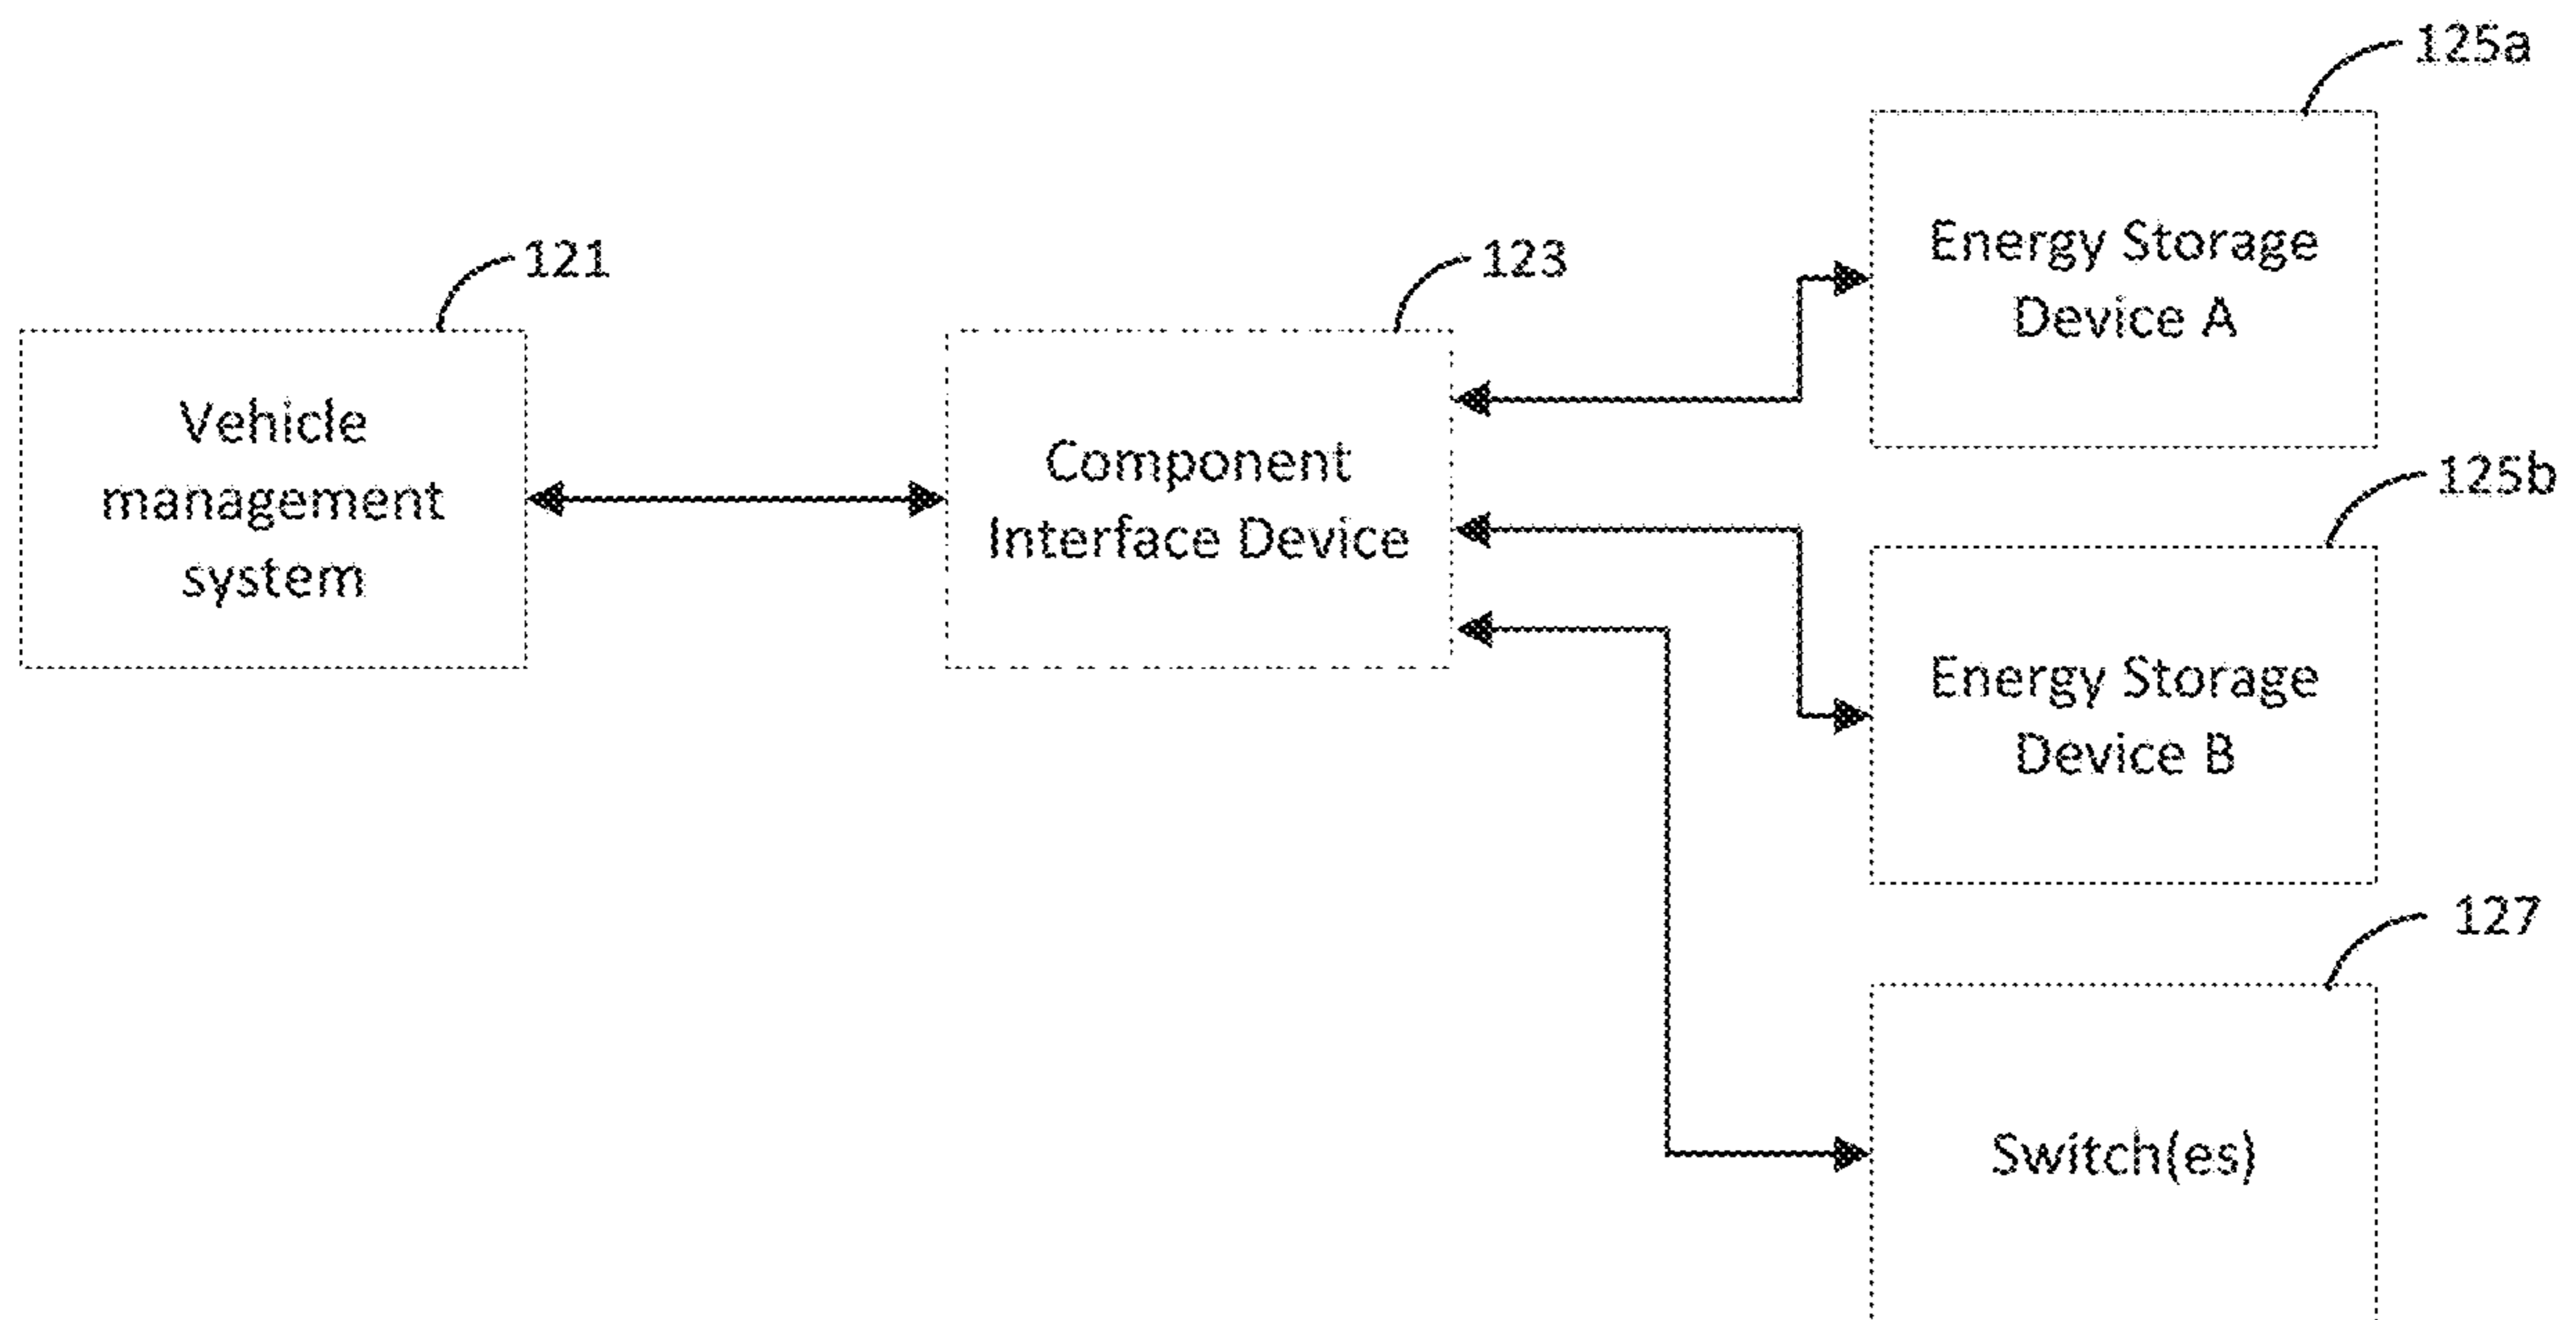 125a
Energy Storage
Device A
121
Vehicle
management
system
123
Component
Interface Device
125b
Energy Storage
Device B
127
Switch(es)